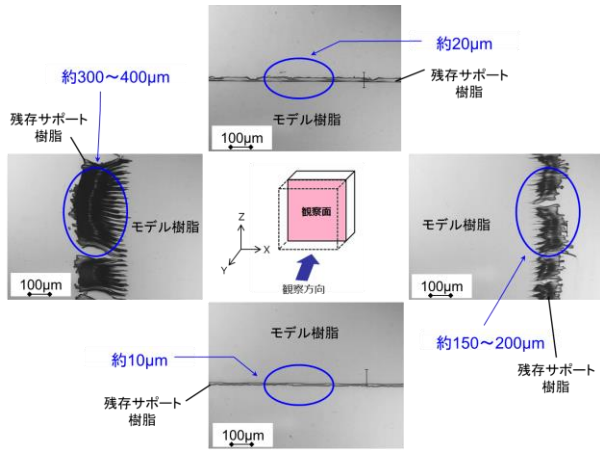 約20μm
残存サポート
樹脂
モデル樹脂
100μm
約300～400μm
残存サポート
樹脂
モデル樹脂
100μm
Z
X
Y
観察面
観察方向
モデル樹脂
100μm
約150～200μm
残存サポート
樹脂
モデル樹脂
約10μm
残存サポート
樹脂
100μm